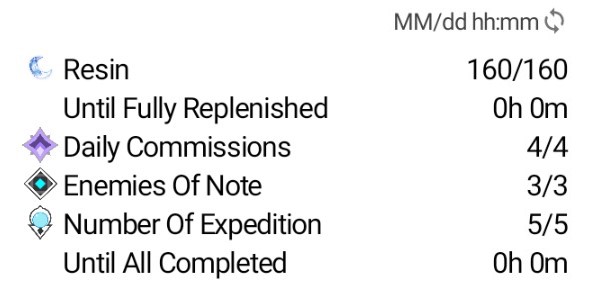 MM/dd hh:mm
Resin 160/160
Until Fully Replenished 0h 0m
Daily Commissions 4/4
Enemies Of Note 3/3
Number Of Expedition 5/5
Until All Completed 0h 0m